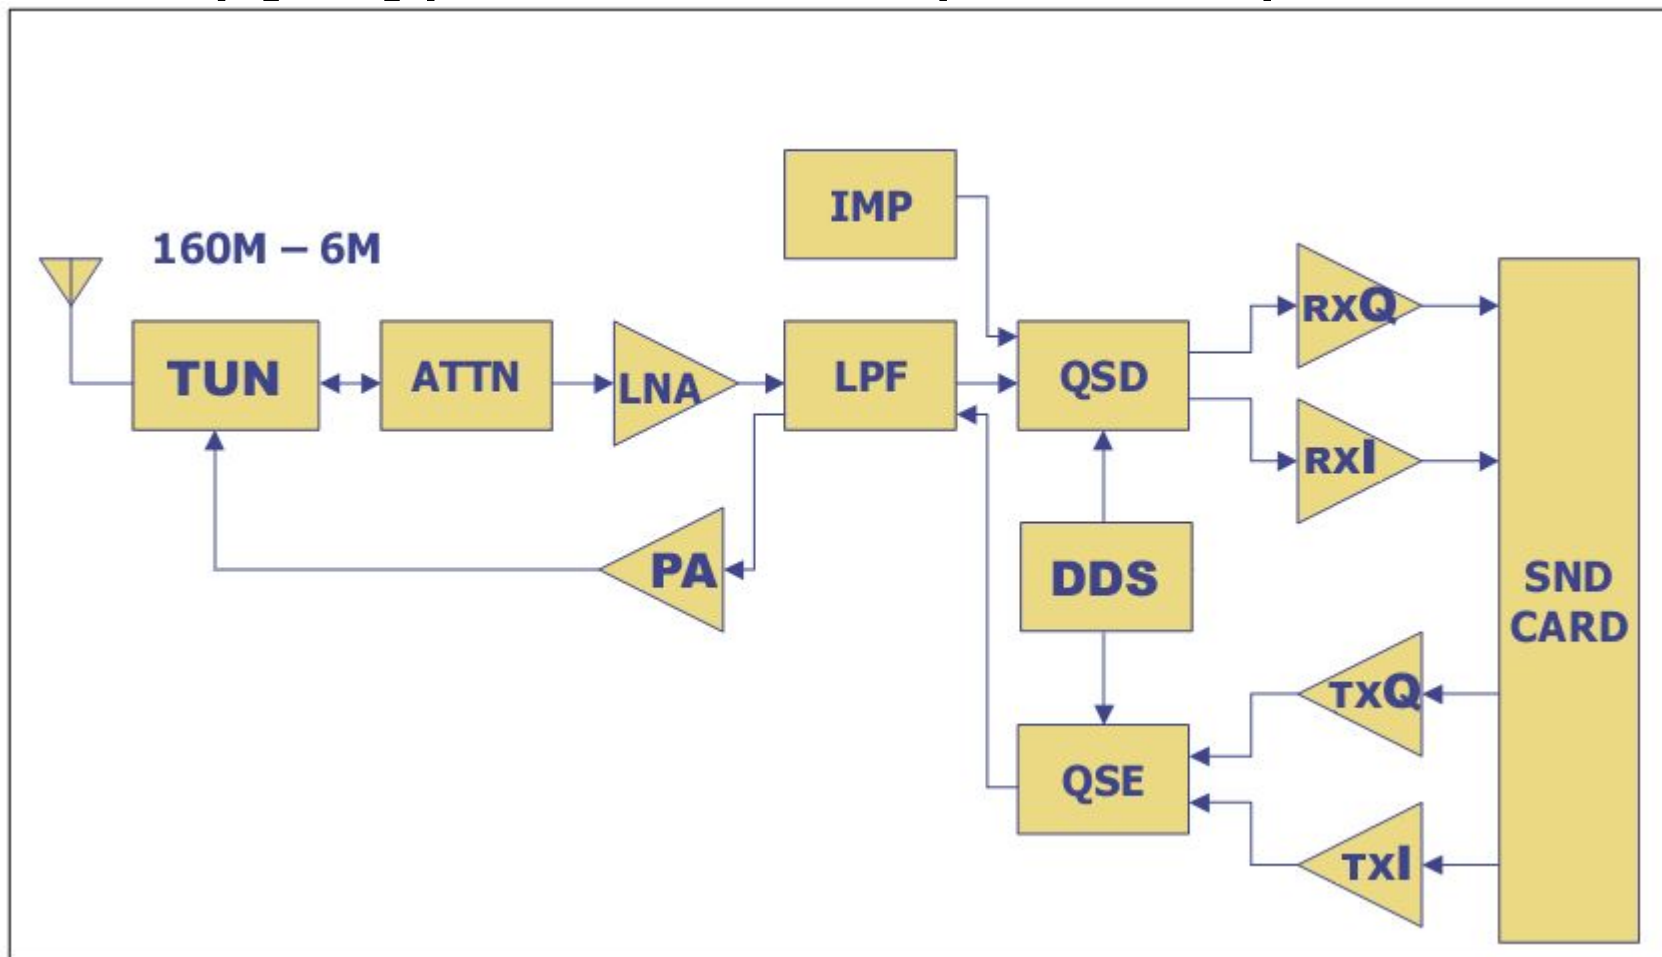 160M – 6M
IMP
TUN
ATTN
LNA
LPF
QSD
RXQ
RXI
PA
DDS
SND
CARD
TXQ
QSE
TXI